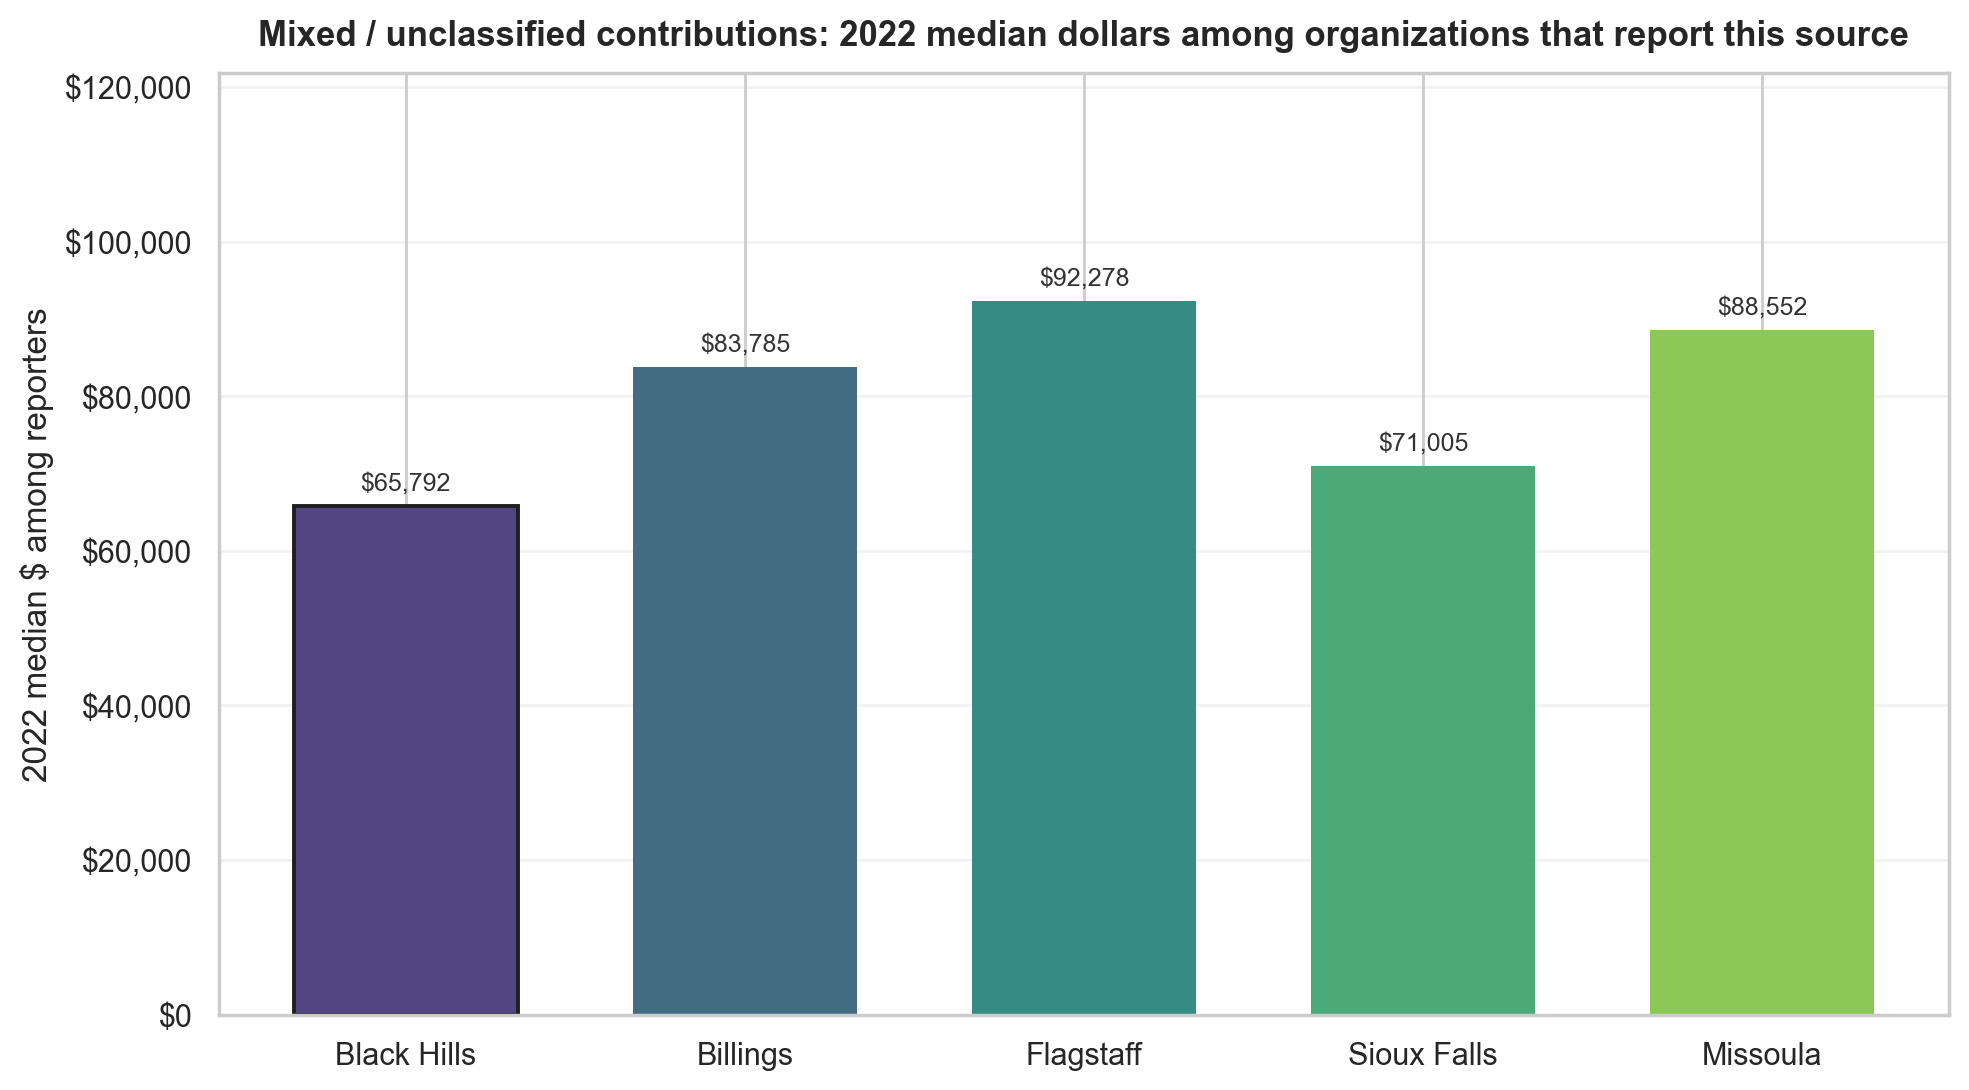 Mixed / unclassified contributions: 2022 median dollars among organizations that report this source
2022 median $ among reporters
$120,000
$100,000
$80,000
$60,000
$40,000
$20,000
$0
$65,792
$83,785
$92,278
$71,005
$88,552
Black Hills
Billings
Flagstaff
Sioux Falls
Missoula